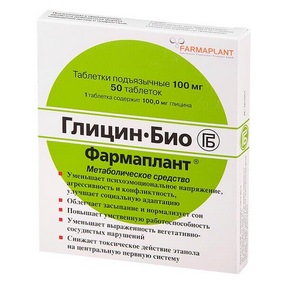 FARMAPLANT
Таблетки подъязычные 100 мг
50 таблеток
1 таблетка содержит 100,0 мг глицина
Глицин•Био ГБ
Фармаплант®
Метаболическое средство
• Уменьшает психоэмоциональное напряжение,
агрессивность и конфликтность,
улучшает социальную адаптацию
• Облегчает засыпание и нормализует сон
• Повышает умственную работоспособность
• Уменьшает выраженность вегетативно-
сосудистых нарушений
• Снижает токсическое действие этанола
на центральную нервную систему